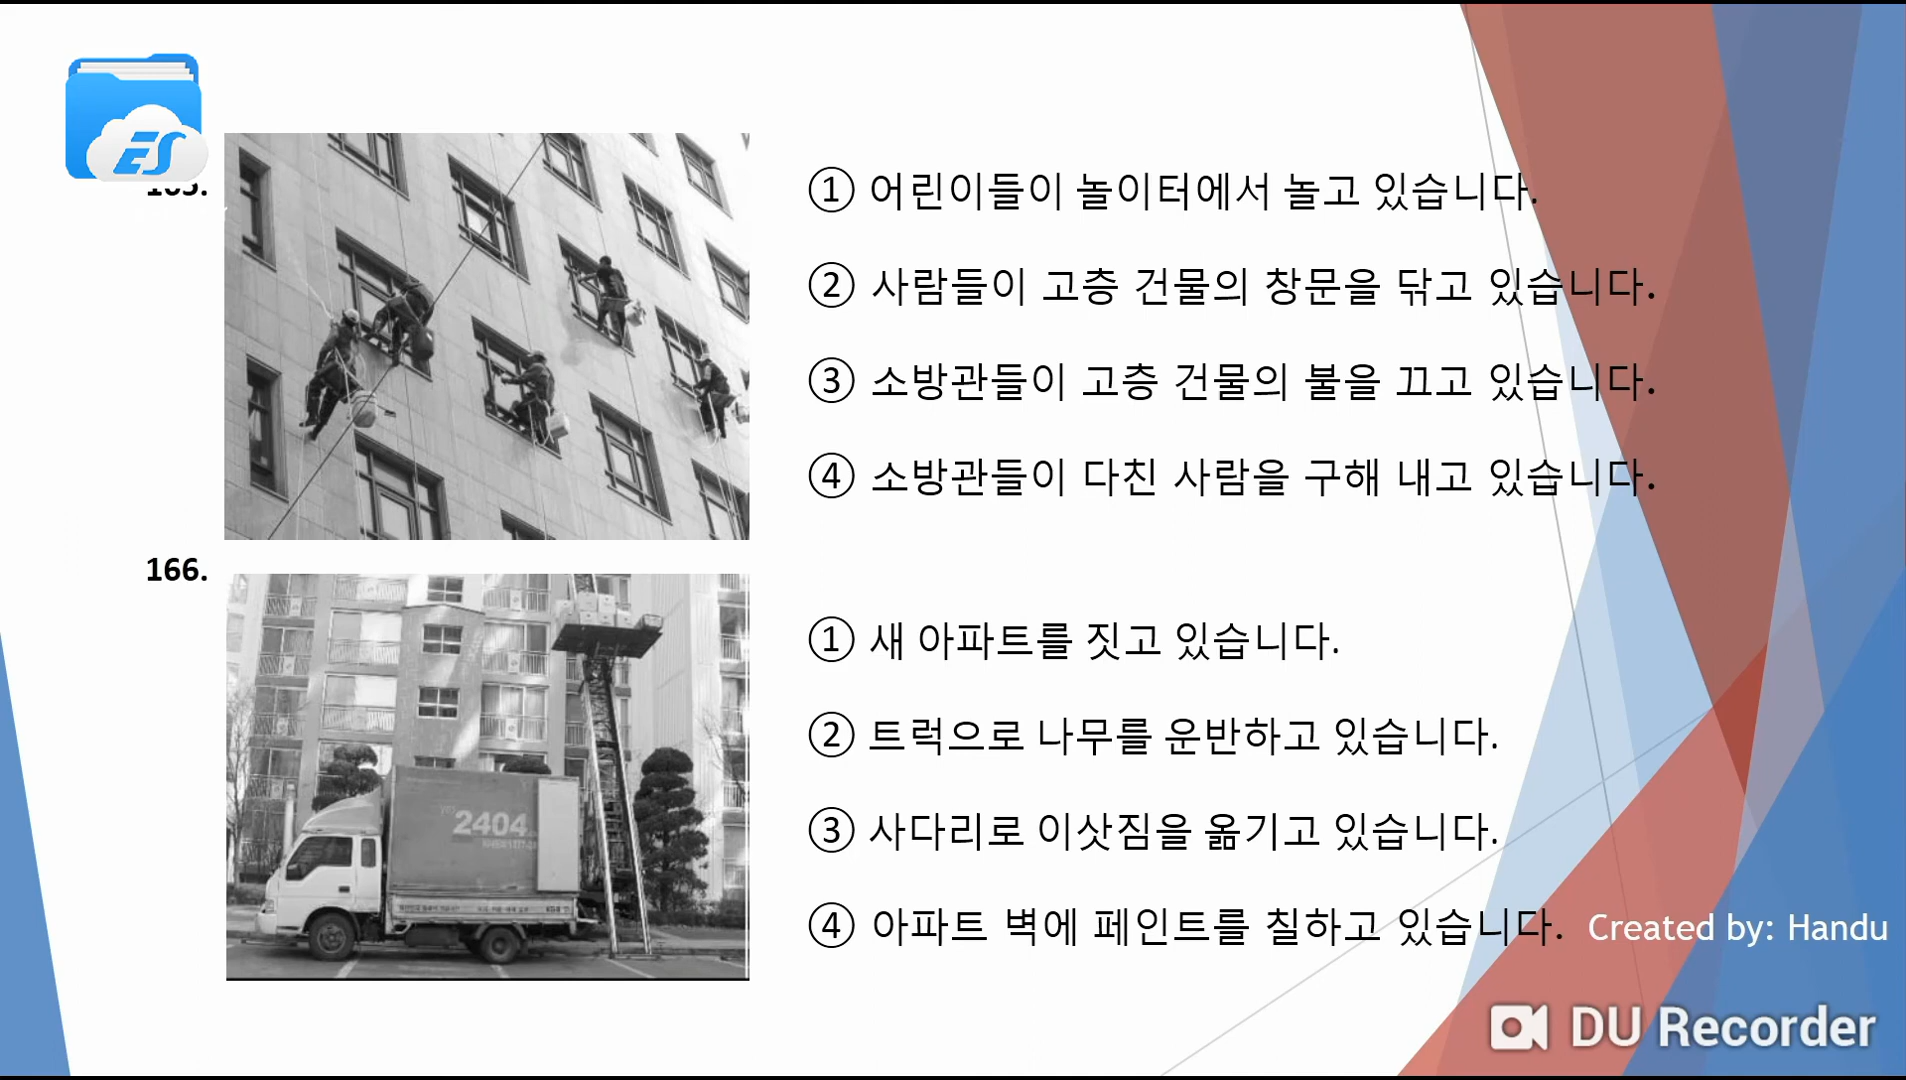 ES
① 어린이들이 놀이터에서 놀고 있습니다.
② 사람들이 고층 건물의 창문을 닦고 있습니다.
③ 소방관들이 고층 건물의 불을 끄고 있습니다.
④ 소방관들이 다친 사람을 구해 내고 있습니다.
166.
2404
① 새 아파트를 짓고 있습니다.
② 트럭으로 나무를 운반하고 있습니다.
③ 사다리로 이삿짐을 옮기고 있습니다.
④ 아파트 벽에 페인트를 칠하고 있습니다.
Created by: Handu
DU Recorder